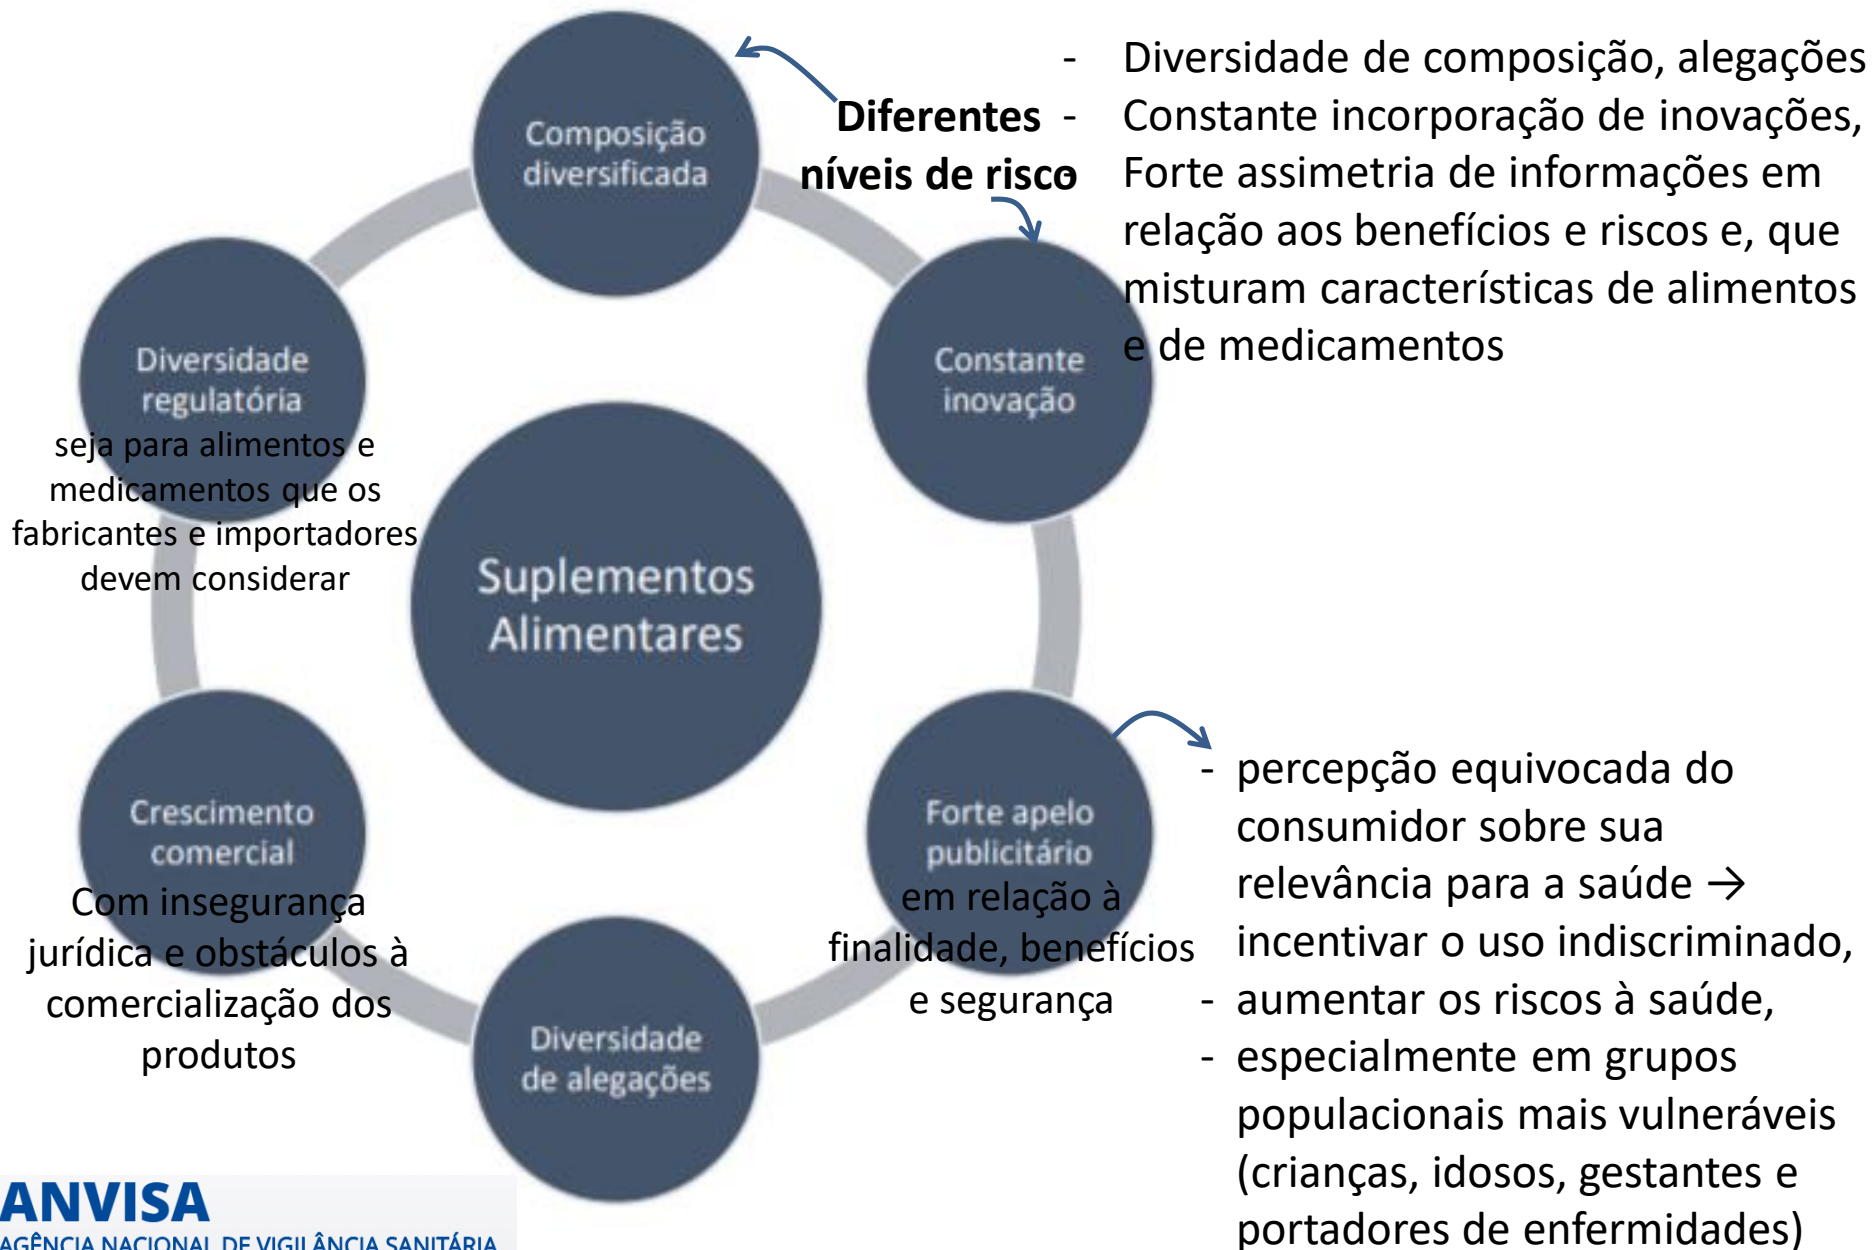 Composição
diversificada
Diferentes
níveis de risco
- Diversidade de composição, alegações
- Constante incorporação de inovações,
- Forte assimetria de informações em
relação aos benefícios e riscos e, que
misturam características de alimentos
e de medicamentos
Diversidade
regulatória
seja para alimentos e
medicamentos que os
fabricantes e importadores
devem considerar
Constante
inovação
Suplementos
Alimentares
Crescimento
comercial
Com insegurança
jurídica e obstáculos à
comercialização dos
produtos
Forte apelo
publicitário
em relação à
finalidade, benefícios
e segurança
- percepção equivocada do
consumidor sobre sua
relevância para a saúde →
incentivar o uso indiscriminado,
- aumentar os riscos à saúde,
- especialmente em grupos
populacionais mais vulneráveis
(crianças, idosos, gestantes e
portadores de enfermidades)
Diversidade
de alegações
ANVISA
AGÊNCIA NACIONAL DE VIGILÂNCIA SANITÁRIA